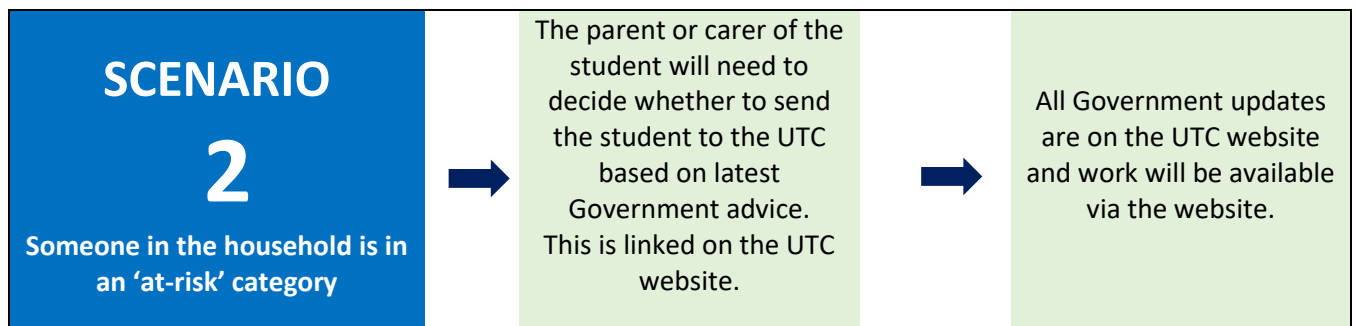 SCENARIO
2
Someone in the household is in
an ‘at-risk’ category
The parent or carer of the
student will need to
decide whether to send
the student to the UTC
based on latest
Government advice.
This is linked on the UTC
website.
All Government updates
are on the UTC website
and work will be available
via the website.